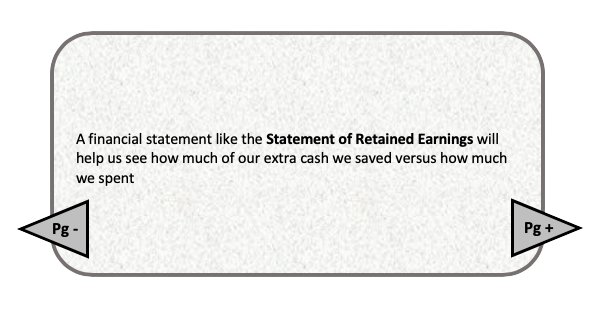 A financial statement like the Statement of Retained Earnings will
help us see how much of our extra cash we saved versus how much
we spent
Pg -
Pg +